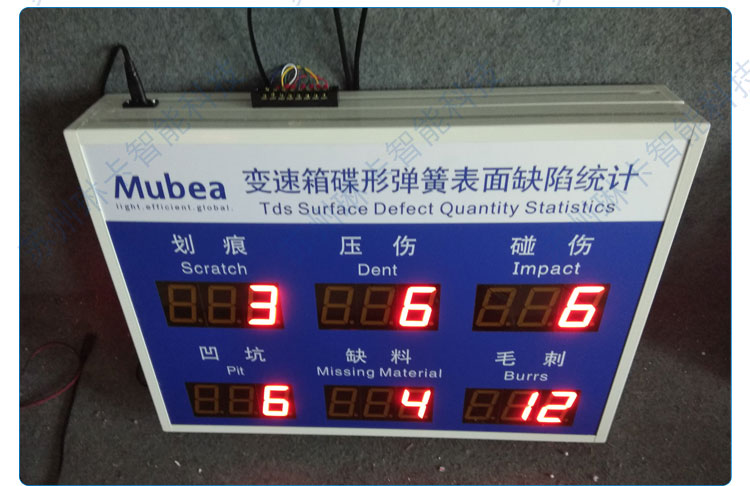 Mubea
light.efficient.global.
变速箱碟形弹簧表面缺陷统计
Tds Surface Defect Quantity Statistics
划痕 压伤 碰伤
Scratch Dent Impact
3 6 6
凹坑 缺料 毛刺
Pit Missing Material Burrs
6 4 12